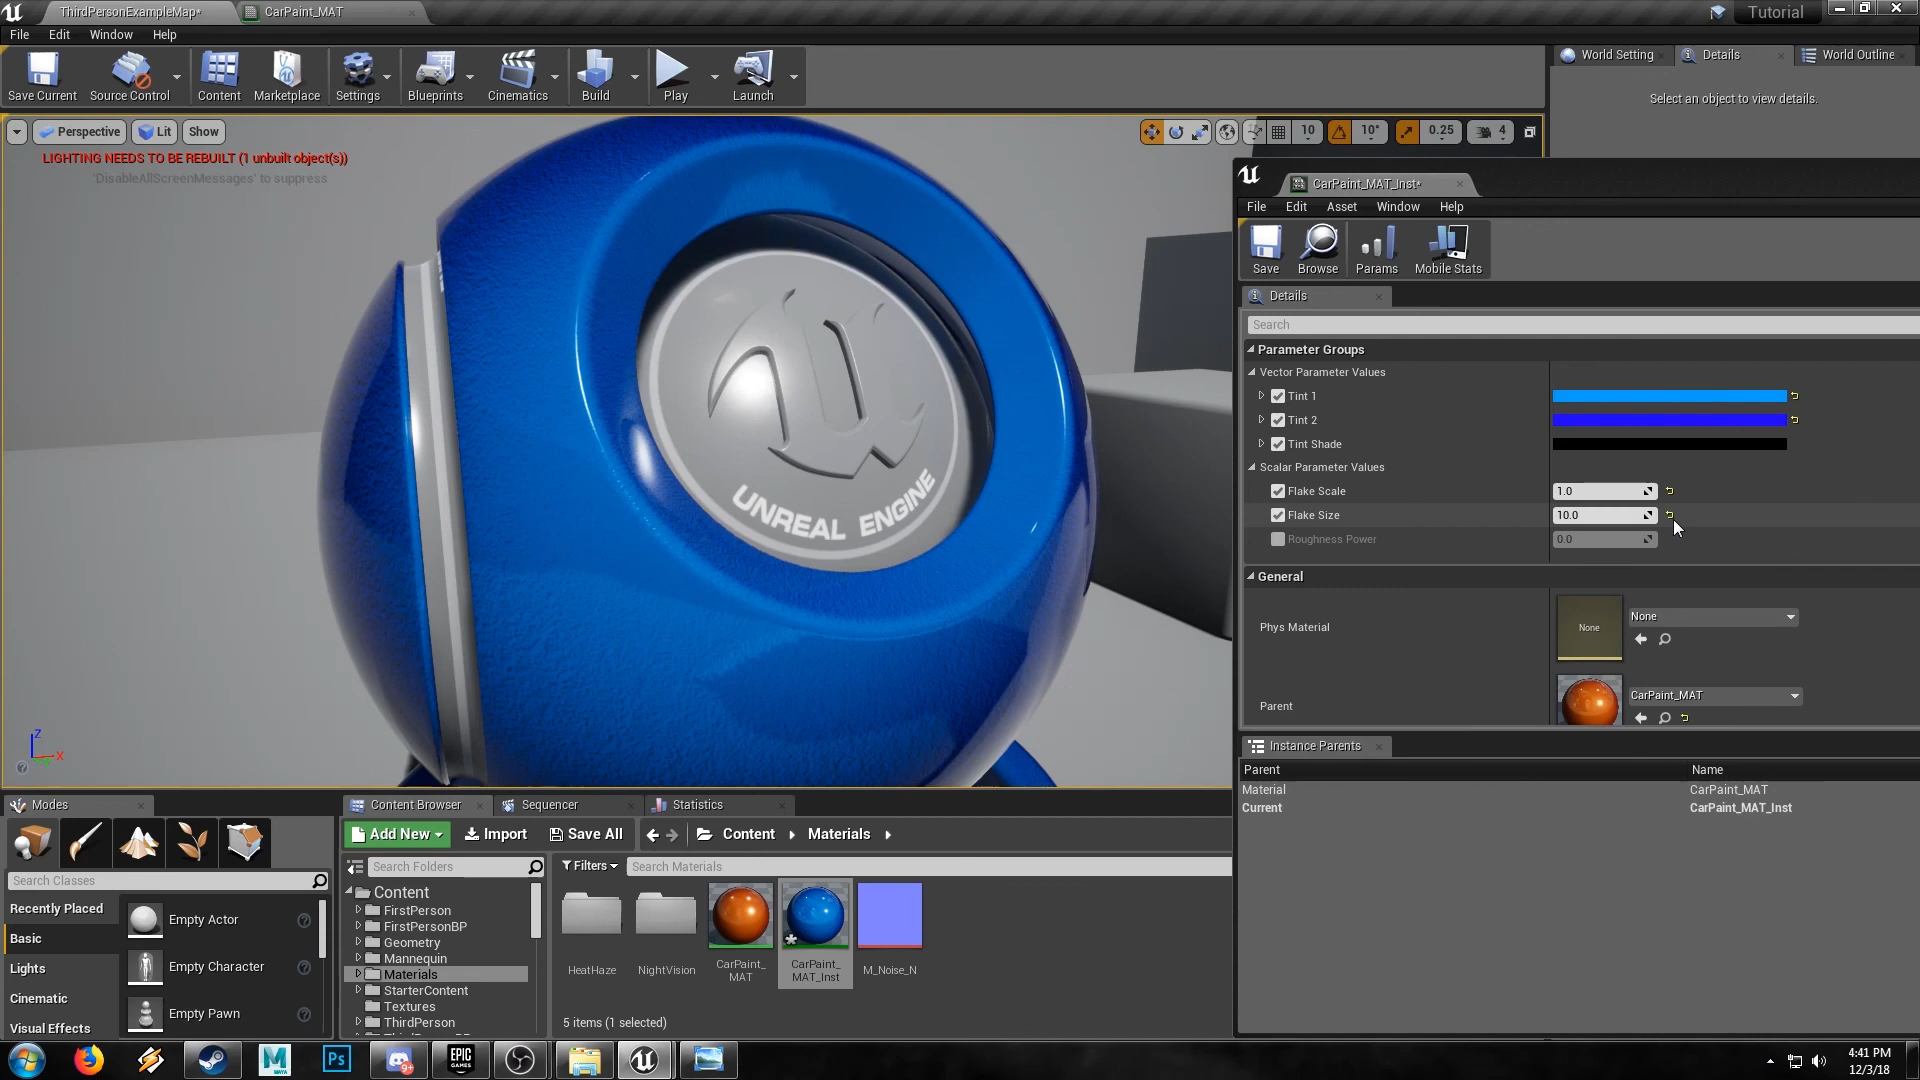 ThirdPersonExampleMap*
CarPaint_MAT
Tutorial
File Edit Window Help
World Setting
Details
World Outline
Save Current
Source Control
Content
Marketplace
Settings
Blueprints
Cinematics
Build
Play
Launch
Select an object to view details.
Perspective
Lit
Show
10
10°
0.25
4
LIGHTING NEEDS TO BE REBUILT (1 unbuilt object(s))
'DisableAllScreenMessages' to suppress
UNREAL ENGINE
Z
X
CarPaint_MAT_Inst*
File Edit Asset Window Help
Save
Browse
Params
Mobile Stats
Details
Search
Parameter Groups
Vector Parameter Values
Tint 1
Tint 2
Tint Shade
Scalar Parameter Values
Flake Scale
1.0
Flake Size
10.0
Roughness Power
0.0
General
Phys Material
None
None
Parent
CarPaint_MAT
Instance Parents
Parent
Name
Material
CarPaint_MAT
Current
CarPaint_MAT_Inst
Modes
Search Classes
Recently Placed
Basic
Lights
Cinematic
Visual Effects
Empty Actor
Empty Character
Empty Pawn
Content Browser
Sequencer
Statistics
Add New
Import
Save All
Content
Materials
Search Folders
Filters
Search Materials
Content
FirstPerson
FirstPersonBP
Geometry
Mannequin
Materials
StarterContent
Textures
ThirdPerson
HeatHaze
NightVision
CarPaint_
MAT
CarPaint_
MAT_Inst
M_Noise_N
5 items (1 selected)
Ps
MAYA
9+
EPIC
GAMES
4:41 PM
12/3/18